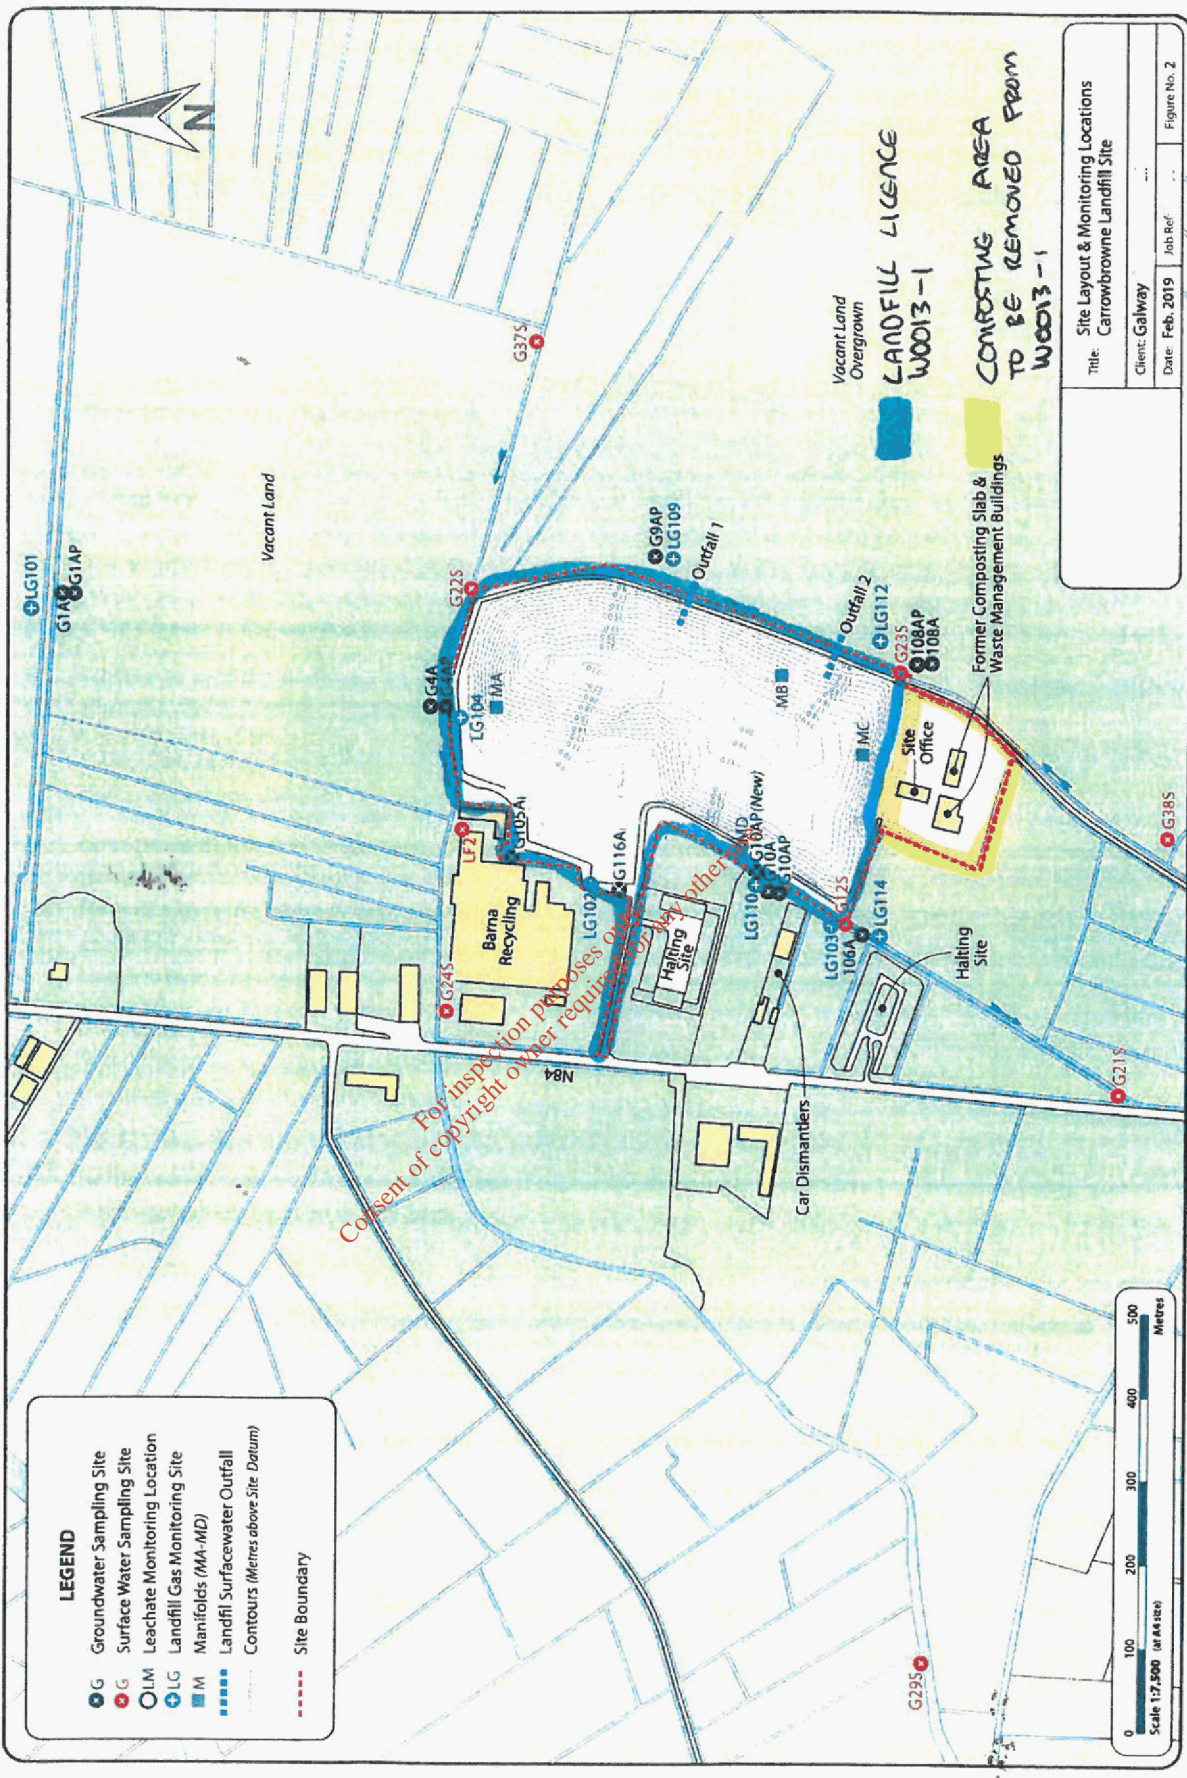 LEGEND
G Groundwater Sampling Site
G Surface Water Sampling Site
LM Leachate Monitoring Location
LG Landfill Gas Monitoring Site
M Manifolds (MA-MD)
Landfil Surfacewater Outfall
Contours (Metres above Site Datum)
Site Boundary
N
LG101
G1A
G1AP
Vacant Land
G37S
G22S
G4A
G4AP
LG104
MA
G9AP
LG109
Outfall 1
Outfall 2
LG112
G23S
108AP
108A
MB
MC
Site
Office
Former Composting Slab &
Waste Management Buildings
LF2
G105A
G116A
LG102
Barna
Recycling
G24S
Halting
Site
MD
G10AP(New)
G10A
G10AP
LG110
LG103
106A
G12S
LG114
Halting
Site
Car Dismantlers
N84
G21S
G38S
G29S
Vacant Land
Overgrown
LANDFILL LICENCE
W0013-1
COMPOSTING AREA
TO BE REMOVED FROM
W0013-1
For inspection purposes only.
Consent of copyright owner required for any other use.
0 100 200 300 400 500
Metres
Scale 1:7,500 (at A4 size)
Title: Site Layout & Monitoring Locations
Carrowbrowne Landfill Site
Client: Galway
Date: Feb. 2019 Job Ref: Figure No. 2